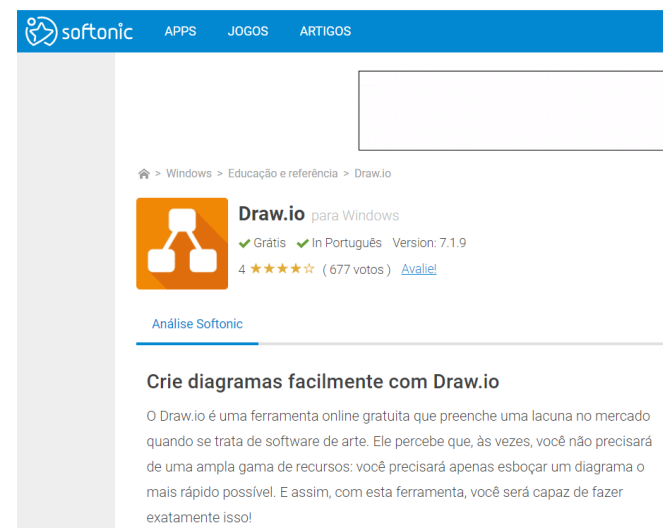 softonic APPS JOGOS ARTIGOS
> Windows > Educação e referência > Draw.io
Draw.io para Windows
Grátis In Português Version: 7.1.9
4 ★★★★☆ ( 677 votos ) Avalie!
Análise Softonic
Crie diagramas facilmente com Draw.io
O Draw.io é uma ferramenta online gratuita que preenche uma lacuna no mercado
quando se trata de software de arte. Ele percebe que, às vezes, você não precisará
de uma ampla gama de recursos: você precisará apenas esboçar um diagrama o
mais rápido possível. E assim, com esta ferramenta, você será capaz de fazer
exatamente isso!